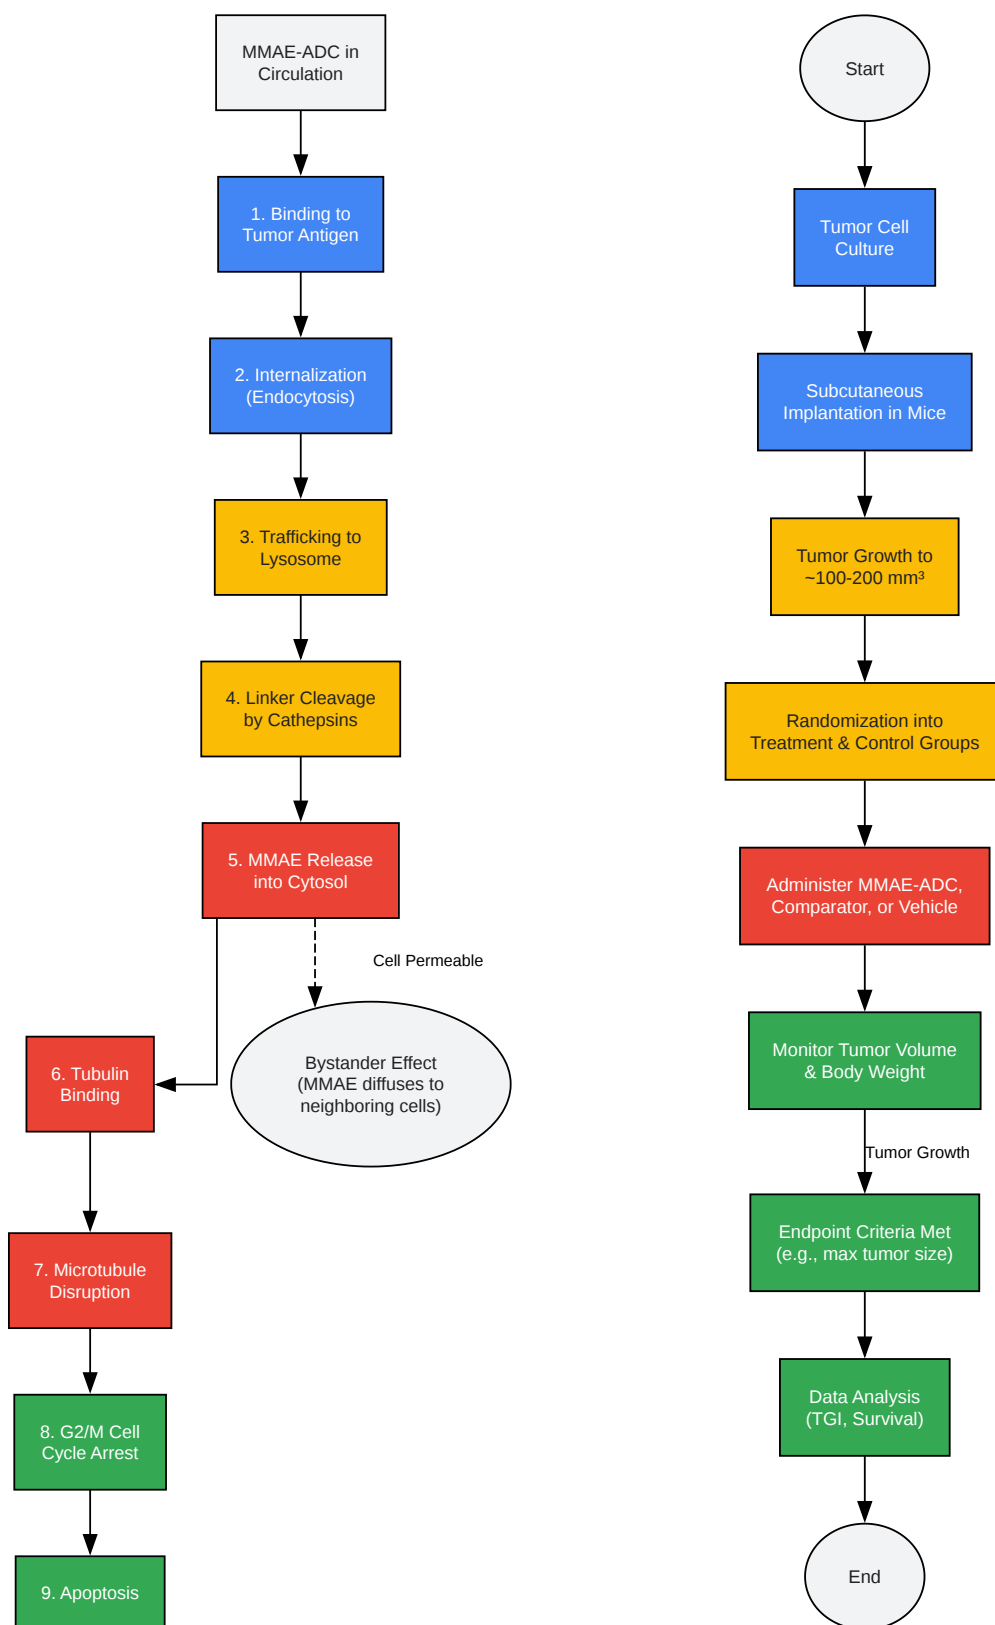 MMAE-ADC in
Circulation
1. Binding to
Tumor Antigen
2. Internalization
(Endocytosis)
3. Trafficking to
Lysosome
4. Linker Cleavage
by Cathepsins
5. MMAE Release
into Cytosol
Cell Permeable
Bystander Effect
(MMAE diffuses to
neighboring cells)
6. Tubulin
Binding
7. Microtubule
Disruption
8. G2/M Cell
Cycle Arrest
9. Apoptosis
Start
Tumor Cell
Culture
Subcutaneous
Implantation in Mice
Tumor Growth to
~100-200 mm³
Randomization into
Treatment & Control Groups
Administer MMAE-ADC,
Comparator, or Vehicle
Monitor Tumor Volume
& Body Weight
Tumor Growth
Endpoint Criteria Met
(e.g., max tumor size)
Data Analysis
(TGI, Survival)
End